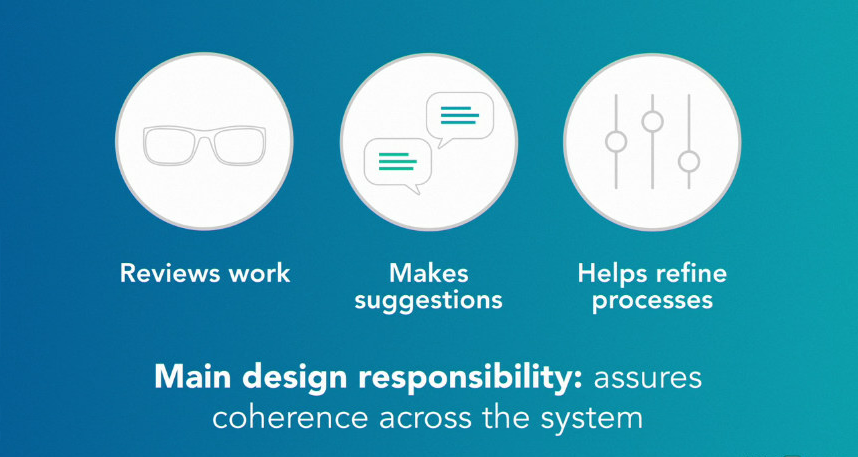 Reviews work
Makes
suggestions
Helps refine
processes
Main design responsibility: assures
coherence across the system